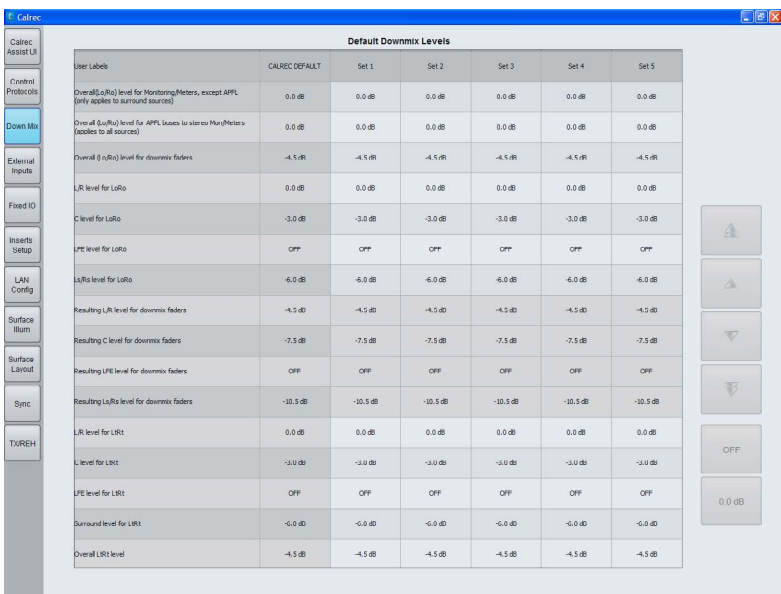 Calrec
Calrec
Assist UI
Control
Protocols
Down Mix
External
Inputs
Fixed IO
Inserts
Setup
LAN
Config
Surface
Illum
Surface
Layout
Sync
TX/REH
Default Downmix Levels
User Labels CALREC DEFAULT Set 1 Set 2 Set 3 Set 4 Set 5
Overall(Lo/Ro) level for Monitoring/Meters, except APFL
(only applies to surround sources) 0.0 dB 0.0 dB 0.0 dB 0.0 dB 0.0 dB 0.0 dB
Overall (Lo/Ro) level for APFL buses to stereo Mon/Meters
(applies to all sources) 0.0 dB 0.0 dB 0.0 dB 0.0 dB 0.0 dB 0.0 dB
Overall (Lo/Ro) level for downmix faders -4.5 dB -4.5 dB -4.5 dB -4.5 dB -4.5 dB -4.5 dB
L/R level for LoRo 0.0 dB 0.0 dB 0.0 dB 0.0 dB 0.0 dB 0.0 dB
C level for LoRo -3.0 dB -3.0 dB -3.0 dB -3.0 dB -3.0 dB -3.0 dB
LFE level for LoRo OFF OFF OFF OFF OFF OFF
Ls/Rs level for LoRo -6.0 dB -6.0 dB -6.0 dB -6.0 dB -6.0 dB -6.0 dB
Resulting L/R level for downmix faders -4.5 dB -4.5 dB -4.5 dB -4.5 dB -4.5 dB -4.5 dB
Resulting C level for downmix faders -7.5 dB -7.5 dB -7.5 dB -7.5 dB -7.5 dB -7.5 dB
Resulting LFE level for downmix faders OFF OFF OFF OFF OFF OFF
Resulting Ls/Rs level for downmix faders -10.5 dB -10.5 dB -10.5 dB -10.5 dB -10.5 dB -10.5 dB
L/R level for LtRt 0.0 dB 0.0 dB 0.0 dB 0.0 dB 0.0 dB 0.0 dB
C level for LtRt -3.0 dB -3.0 dB -3.0 dB -3.0 dB -3.0 dB -3.0 dB
LFE level for LtRt OFF OFF OFF OFF OFF OFF
Surround level for LtRt -6.0 dB -6.0 dB -6.0 dB -6.0 dB -6.0 dB -6.0 dB
Overall LtRt level -4.5 dB -4.5 dB -4.5 dB -4.5 dB -4.5 dB -4.5 dB
OFF
0.0 dB